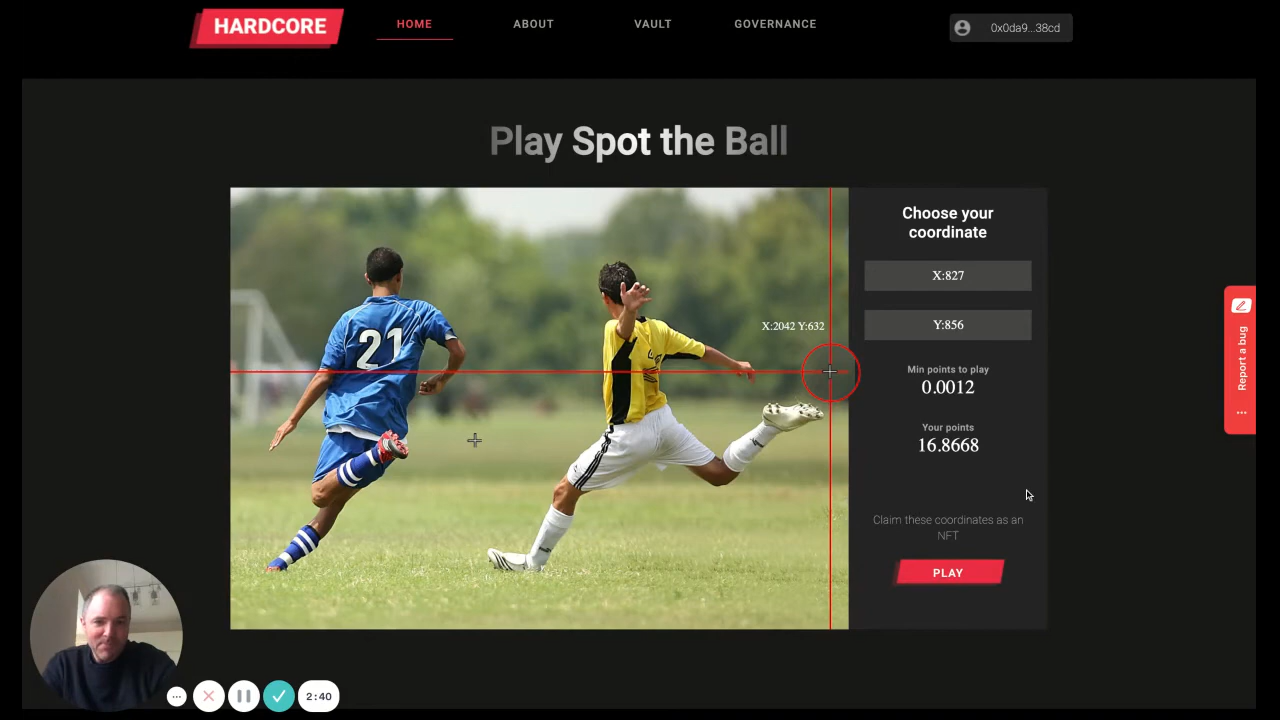 HARDCORE
HOME
ABOUT
VAULT
GOVERNANCE
0x0da9...38cd
Play Spot the Ball
21
X:2042 Y:632
Choose your
coordinate
X:827
Y:856
Min points to play
0.0012
Your points
16.8668
Claim these coordinates as an
NFT
PLAY
Report a bug
2:40